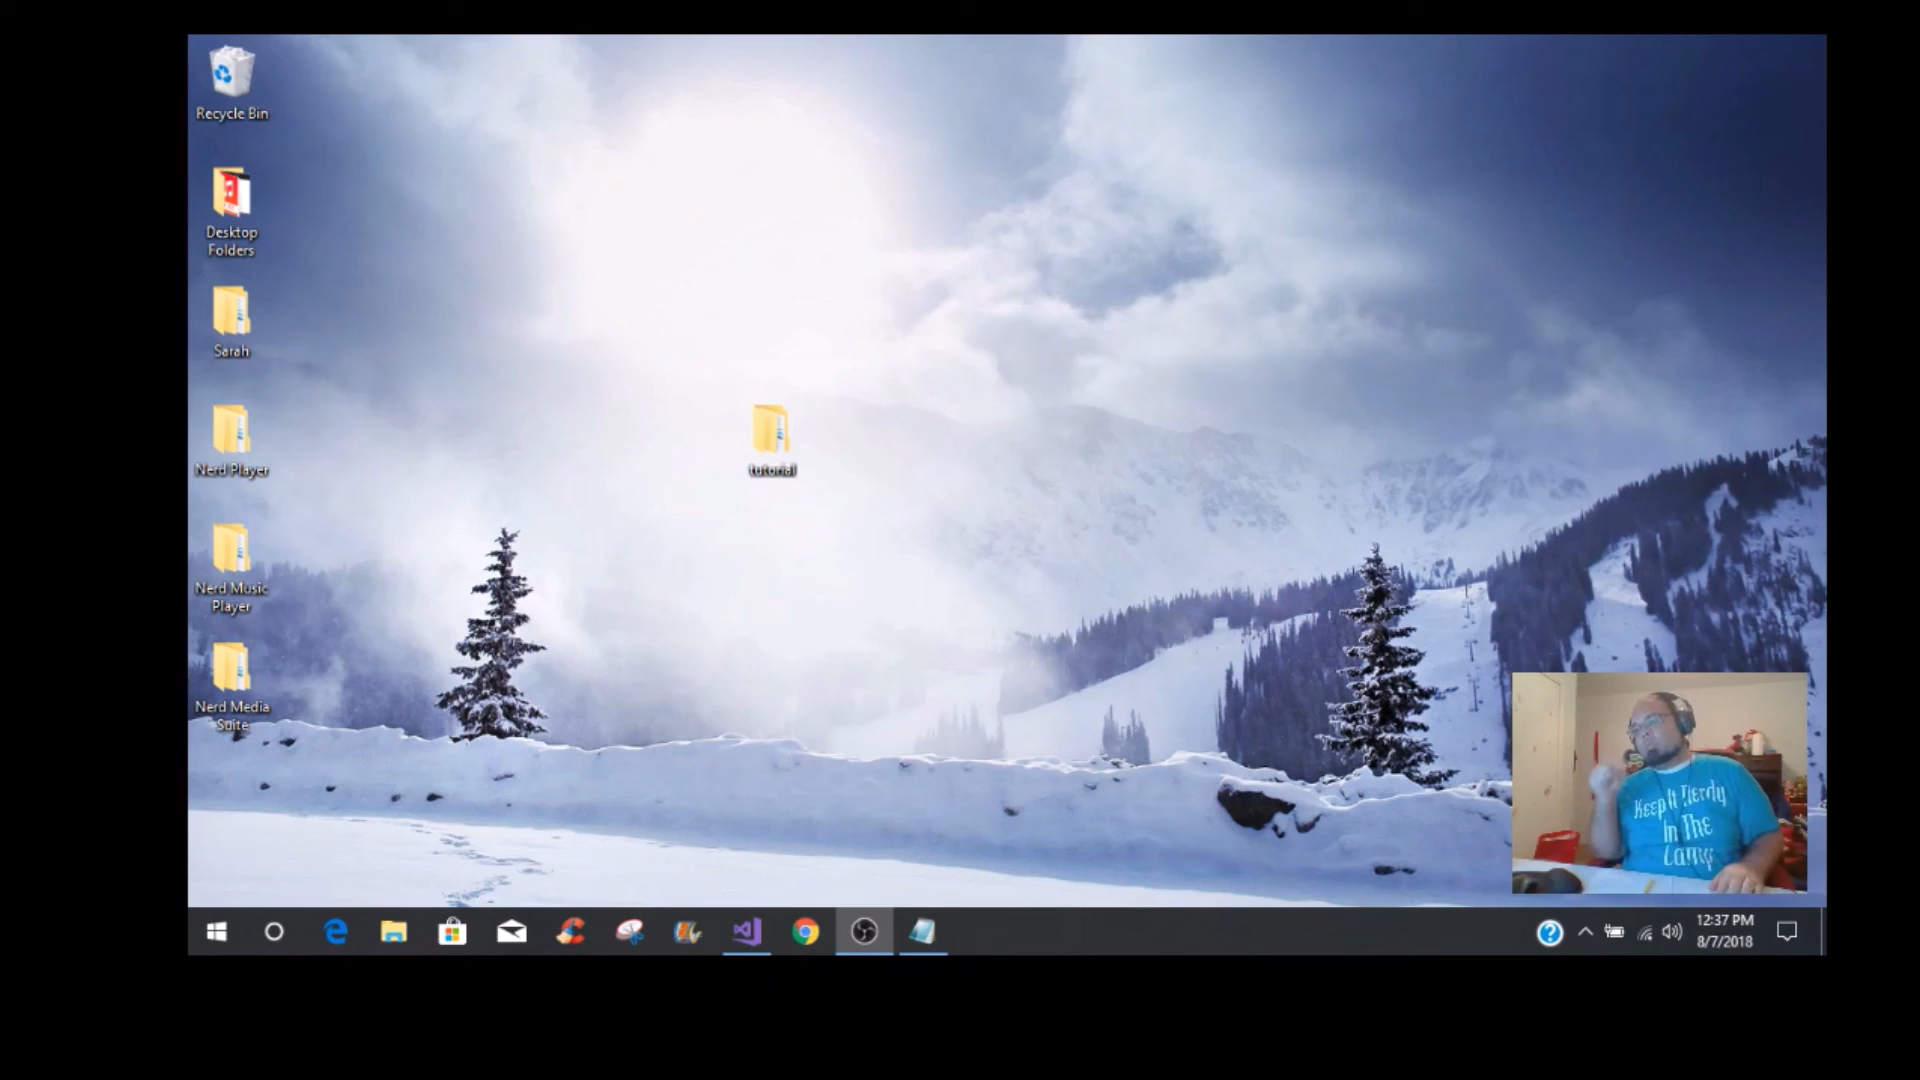 Recycle Bin
Desktop
Folders
Sarah
Nerd Player
Nerd Music
Player
Nerd Media
Suite
tutorial
Keep It Nerdy
In The
Lamp
12:37 PM
8/7/2018